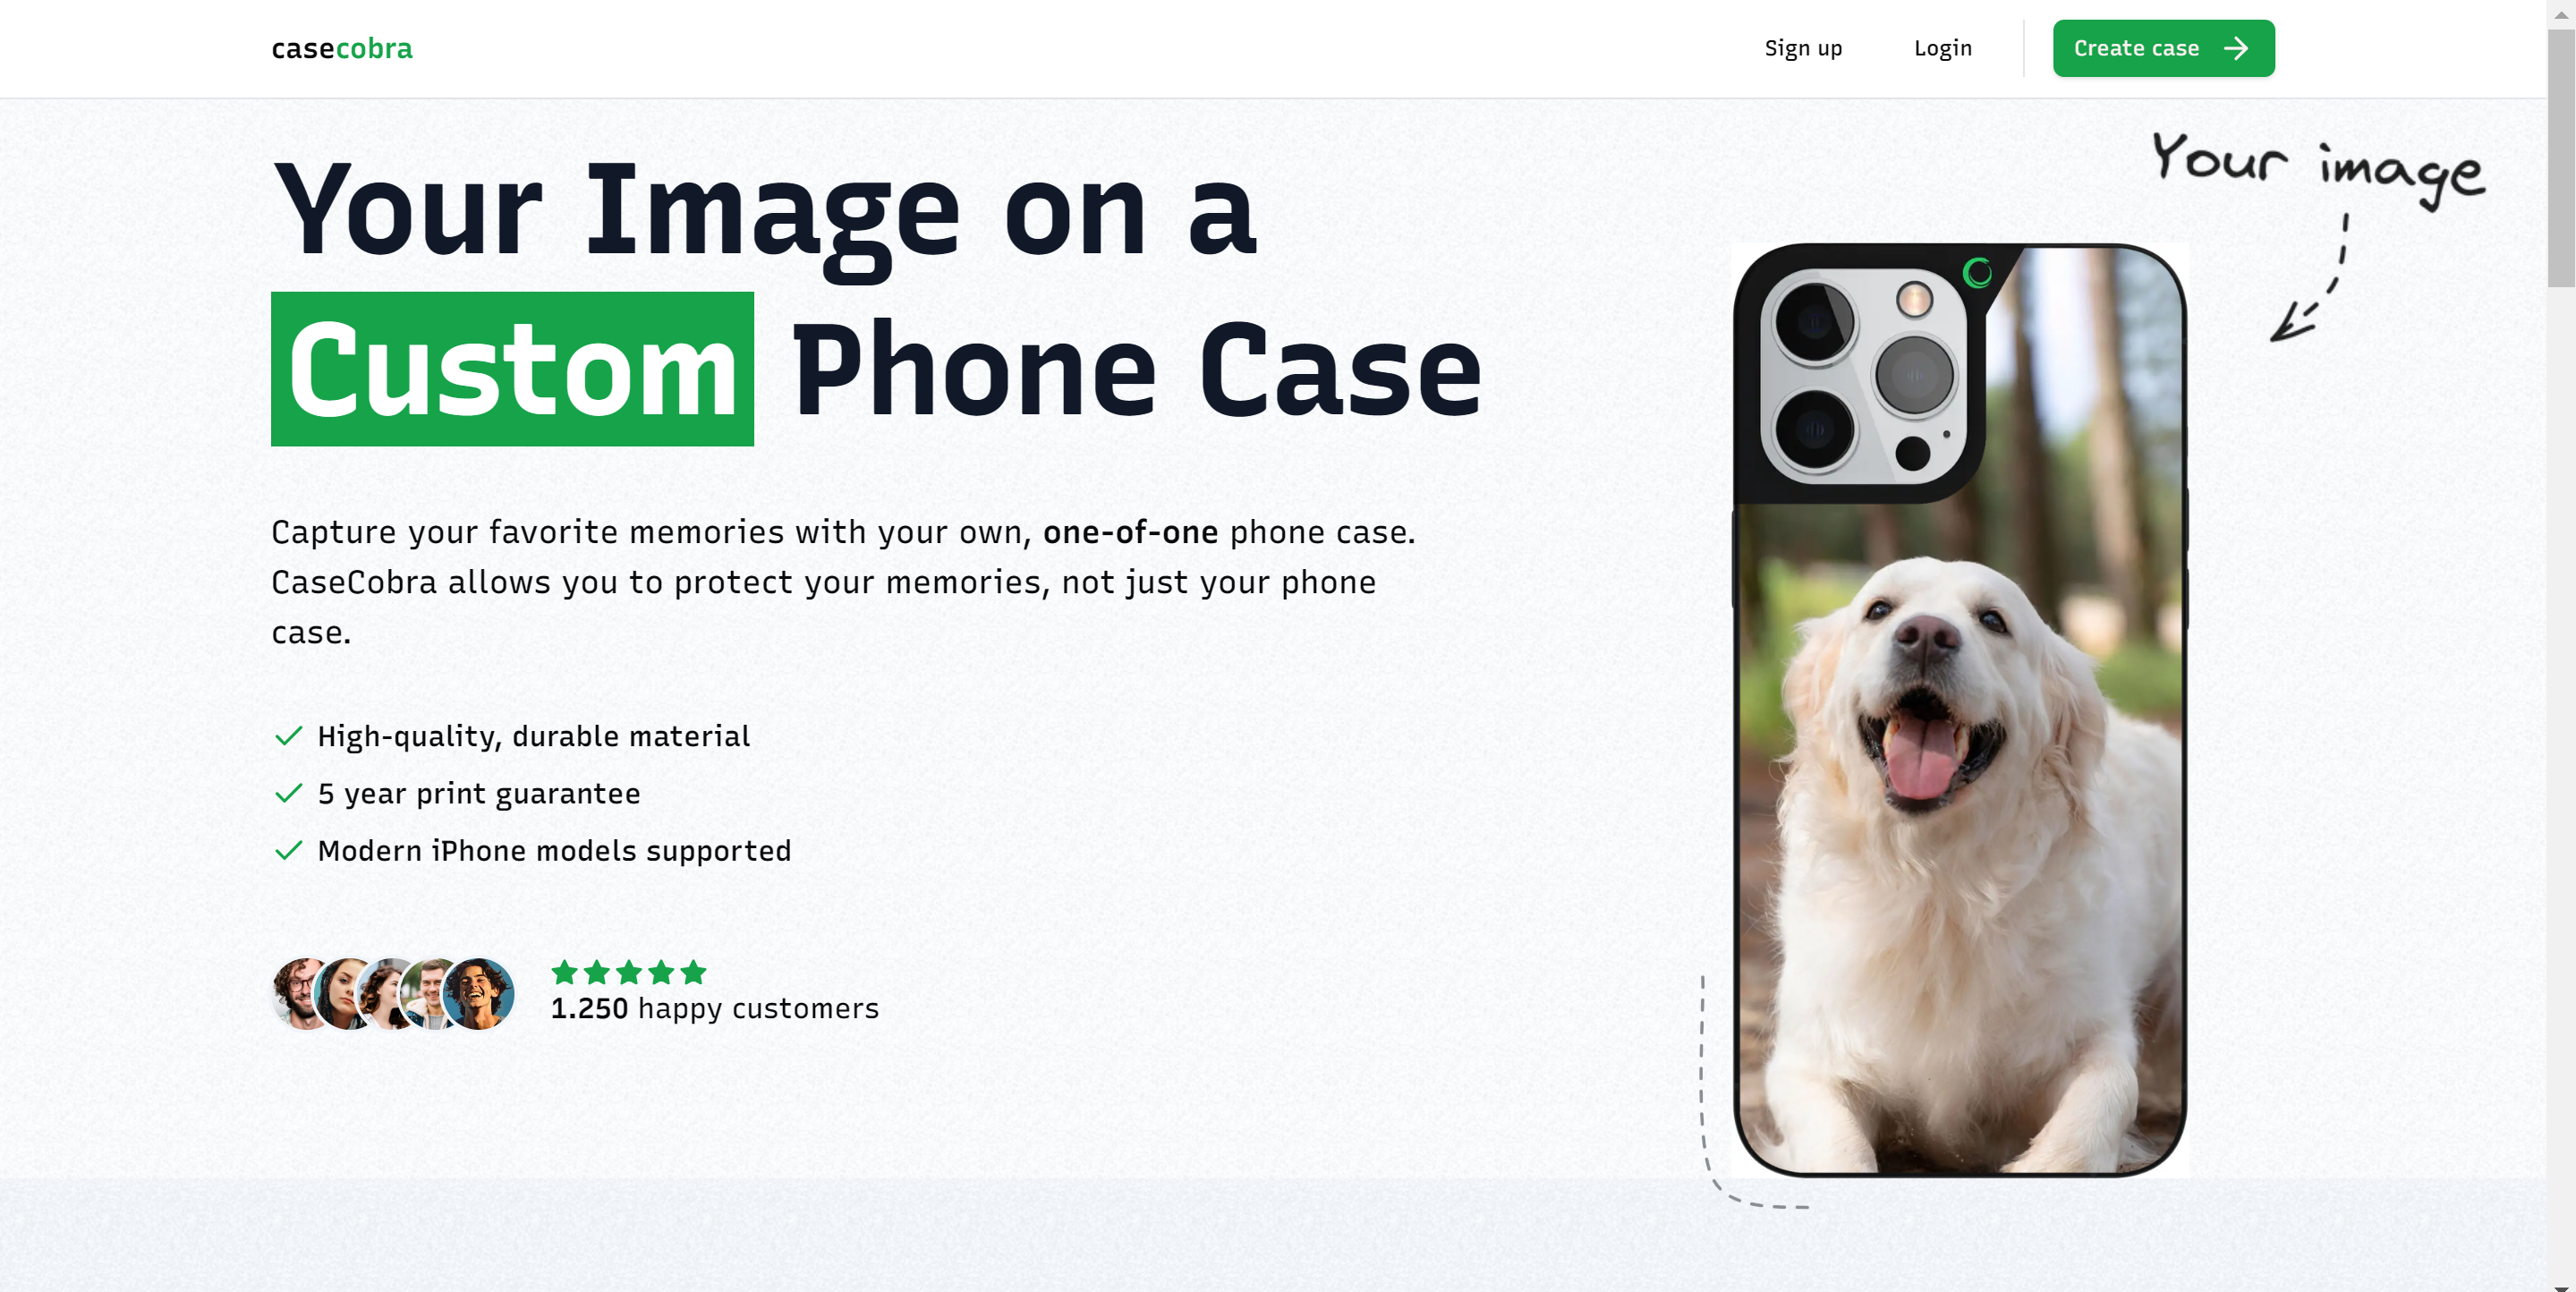 casecobra
Sign up
Login
Create case
Your image
Your Image on a
Custom Phone Case
Capture your favorite memories with your own, one-of-one phone case.
CaseCobra allows you to protect your memories, not just your phone
case.
High-quality, durable material
5 year print guarantee
Modern iPhone models supported
1.250 happy customers